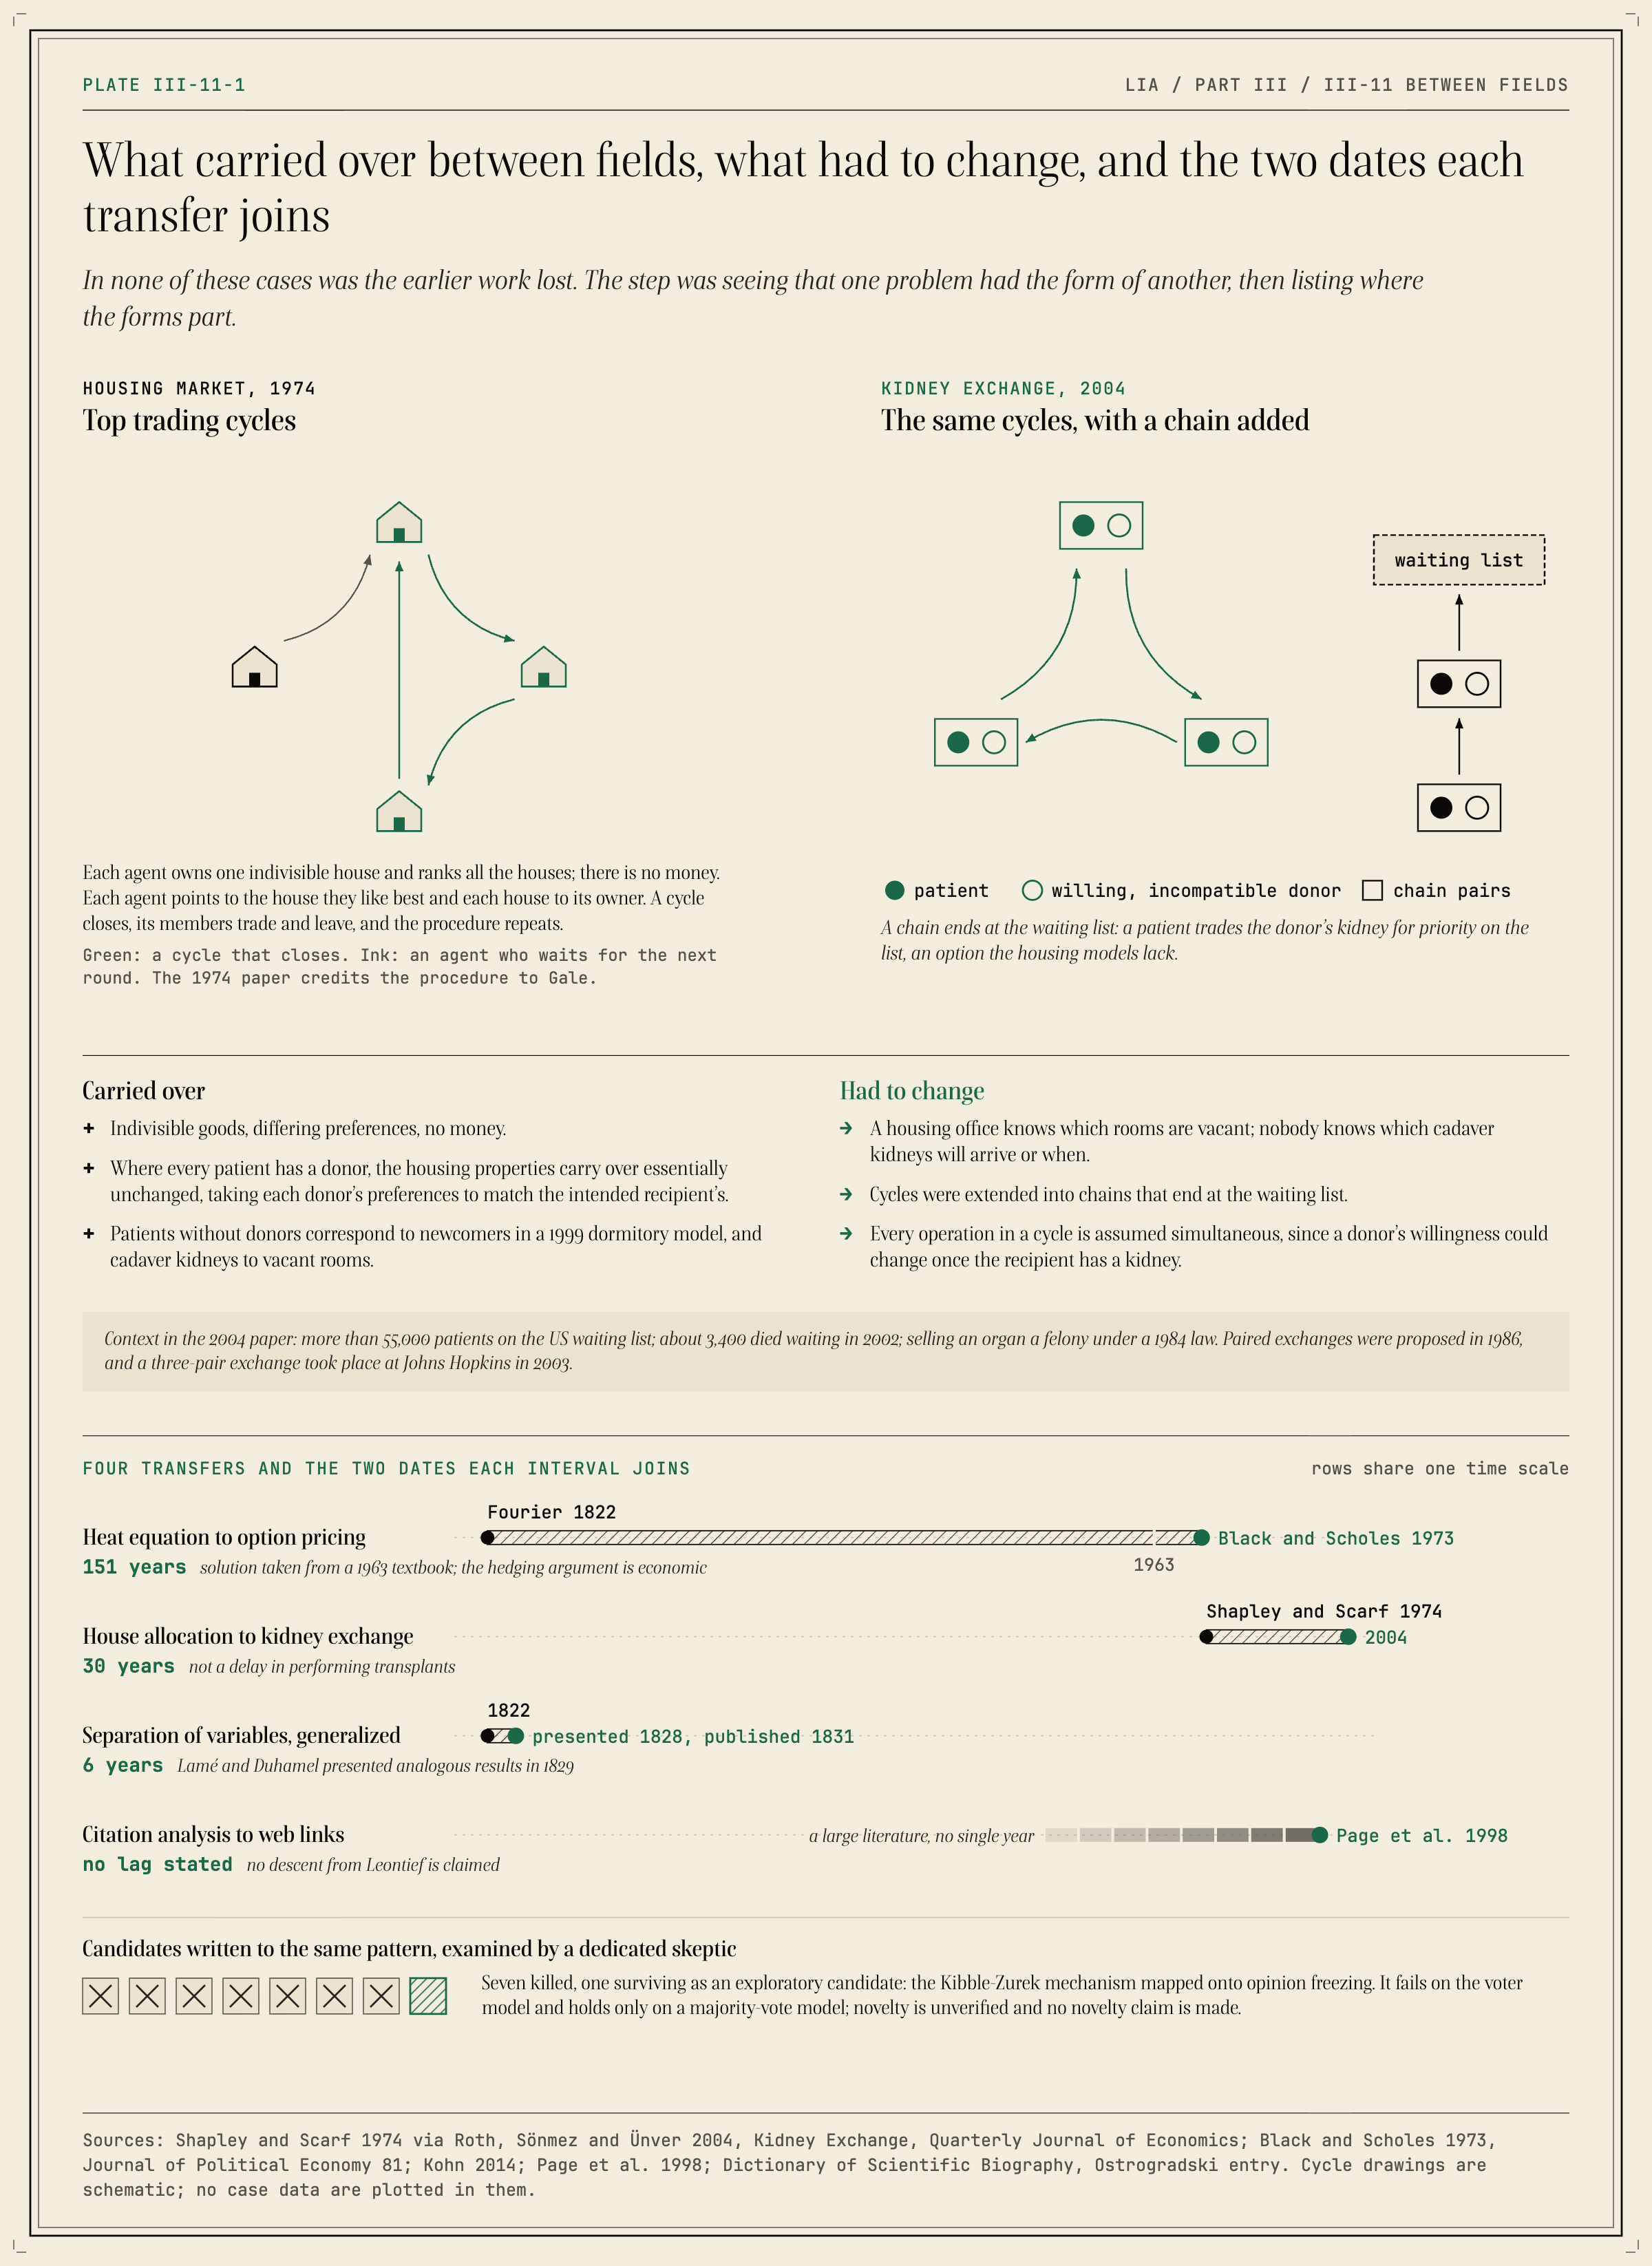 PLATE III-11-1
LIA / PART III / III-11 BETWEEN FIELDS
What carried over between fields, what had to change, and the two dates each
transfer joins
In none of these cases was the earlier work lost. The step was seeing that one problem had the form of another, then listing where
the forms part.
HOUSING MARKET, 1974
Top trading cycles
KIDNEY EXCHANGE, 2004
The same cycles, with a chain added
waiting list
Each agent owns one indivisible house and ranks all the houses; there is no money.
Each agent points to the house they like best and each house to its owner. A cycle
closes, its members trade and leave, and the procedure repeats.
Green: a cycle that closes. Ink: an agent who waits for the next
round. The 1974 paper credits the procedure to Gale.
patient
willing, incompatible donor
chain pairs
A chain ends at the waiting list: a patient trades the donor’s kidney for priority on the
list, an option the housing models lack.
Carried over
+ Indivisible goods, differing preferences, no money.
+ Where every patient has a donor, the housing properties carry over essentially
unchanged, taking each donor’s preferences to match the intended recipient’s.
+ Patients without donors correspond to newcomers in a 1999 dormitory model, and
cadaver kidneys to vacant rooms.
Had to change
→ A housing office knows which rooms are vacant; nobody knows which cadaver
kidneys will arrive or when.
→ Cycles were extended into chains that end at the waiting list.
→ Every operation in a cycle is assumed simultaneous, since a donor’s willingness could
change once the recipient has a kidney.
Context in the 2004 paper: more than 55,000 patients on the US waiting list; about 3,400 died waiting in 2002; selling an organ a felony under a 1984 law. Paired exchanges were proposed in 1986,
and a three-pair exchange took place at Johns Hopkins in 2003.
FOUR TRANSFERS AND THE TWO DATES EACH INTERVAL JOINS
rows share one time scale
Fourier 1822
Heat equation to option pricing
Black and Scholes 1973
151 years solution taken from a 1963 textbook; the hedging argument is economic
1963
Shapley and Scarf 1974
House allocation to kidney exchange
2004
30 years not a delay in performing transplants
1822
Separation of variables, generalized
presented 1828, published 1831
6 years Lamé and Duhamel presented analogous results in 1829
Citation analysis to web links
a large literature, no single year
Page et al. 1998
no lag stated no descent from Leontief is claimed
Candidates written to the same pattern, examined by a dedicated skeptic
Seven killed, one surviving as an exploratory candidate: the Kibble-Zurek mechanism mapped onto opinion freezing. It fails on the voter
model and holds only on a majority-vote model; novelty is unverified and no novelty claim is made.
Sources: Shapley and Scarf 1974 via Roth, Sönmez and Ünver 2004, Kidney Exchange, Quarterly Journal of Economics; Black and Scholes 1973,
Journal of Political Economy 81; Kohn 2014; Page et al. 1998; Dictionary of Scientific Biography, Ostrogradski entry. Cycle drawings are
schematic; no case data are plotted in them.